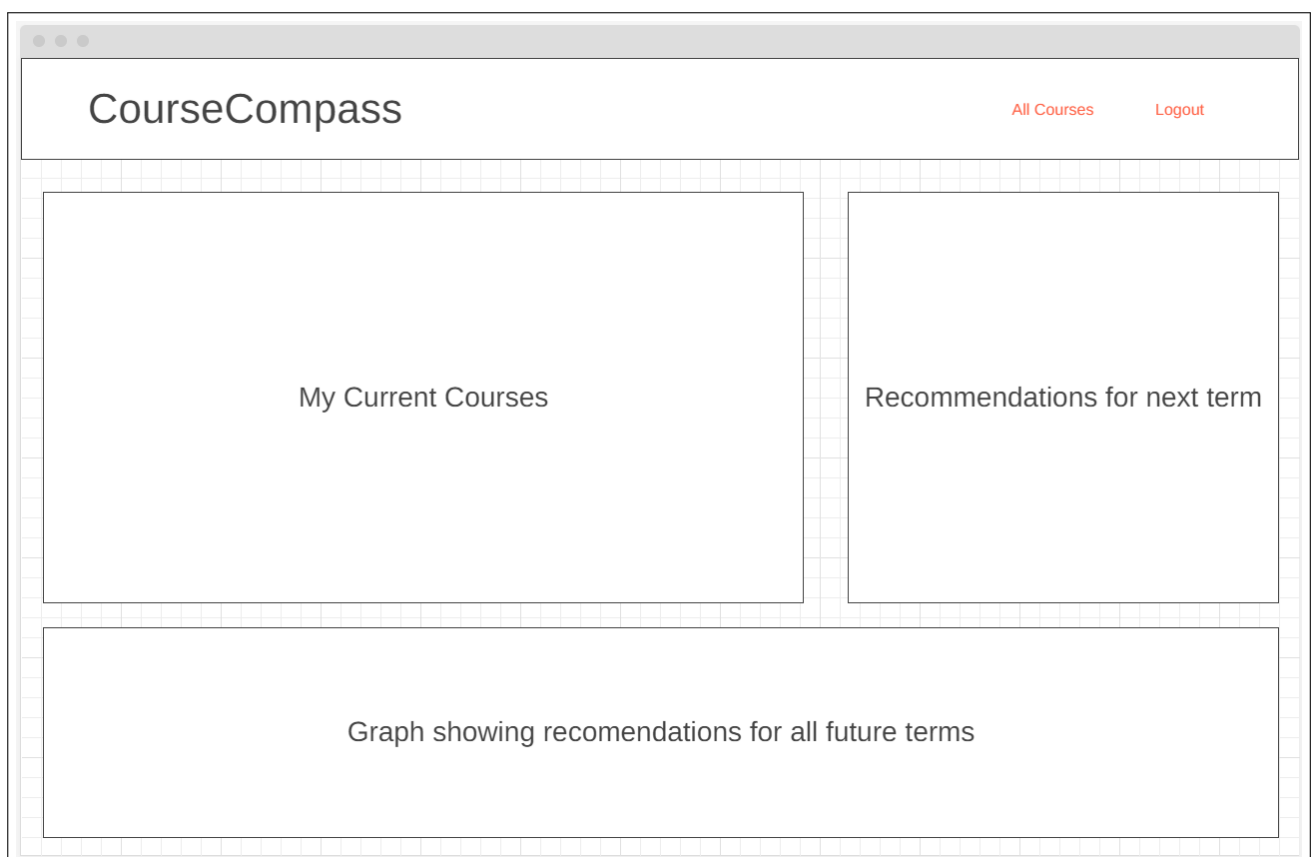 CourseCompass
All Courses
Logout
My Current Courses
Recommendations for next term
Graph showing recomendations for all future terms